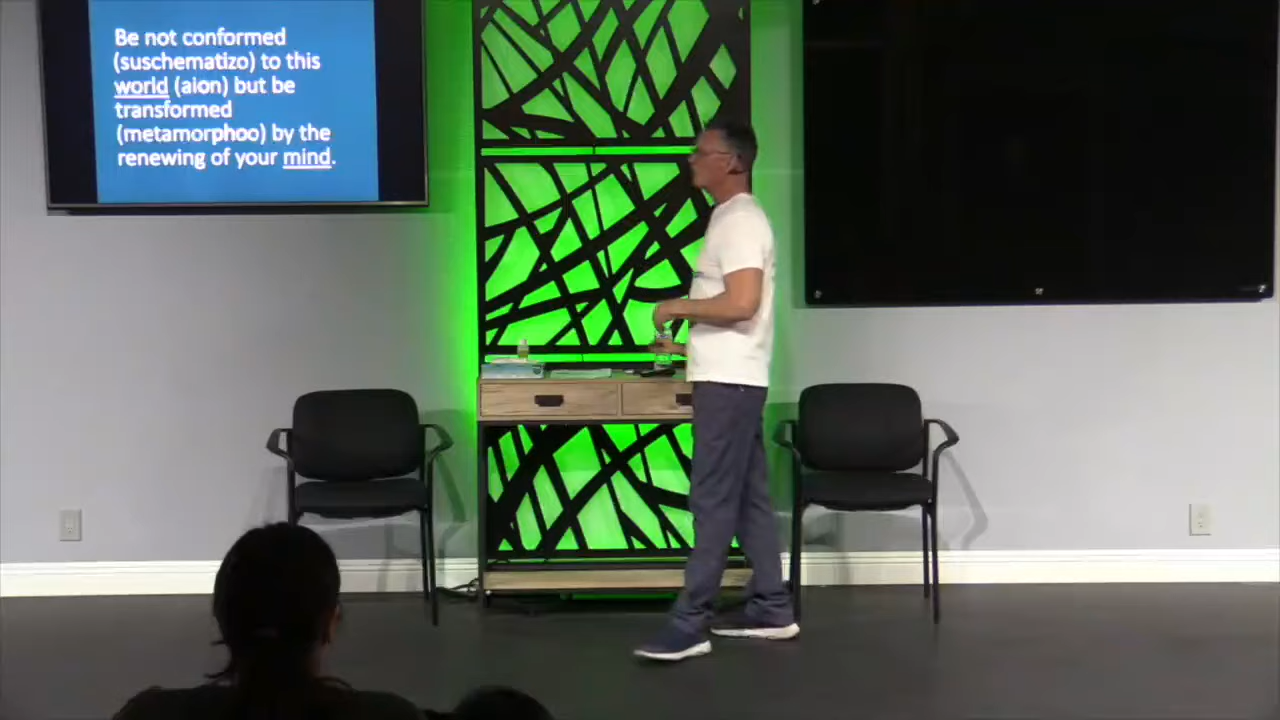 Be not conformed
(suschematizo) to this
world (aion) but be
transformed
(metamorphoo) by the
renewing of your mind.